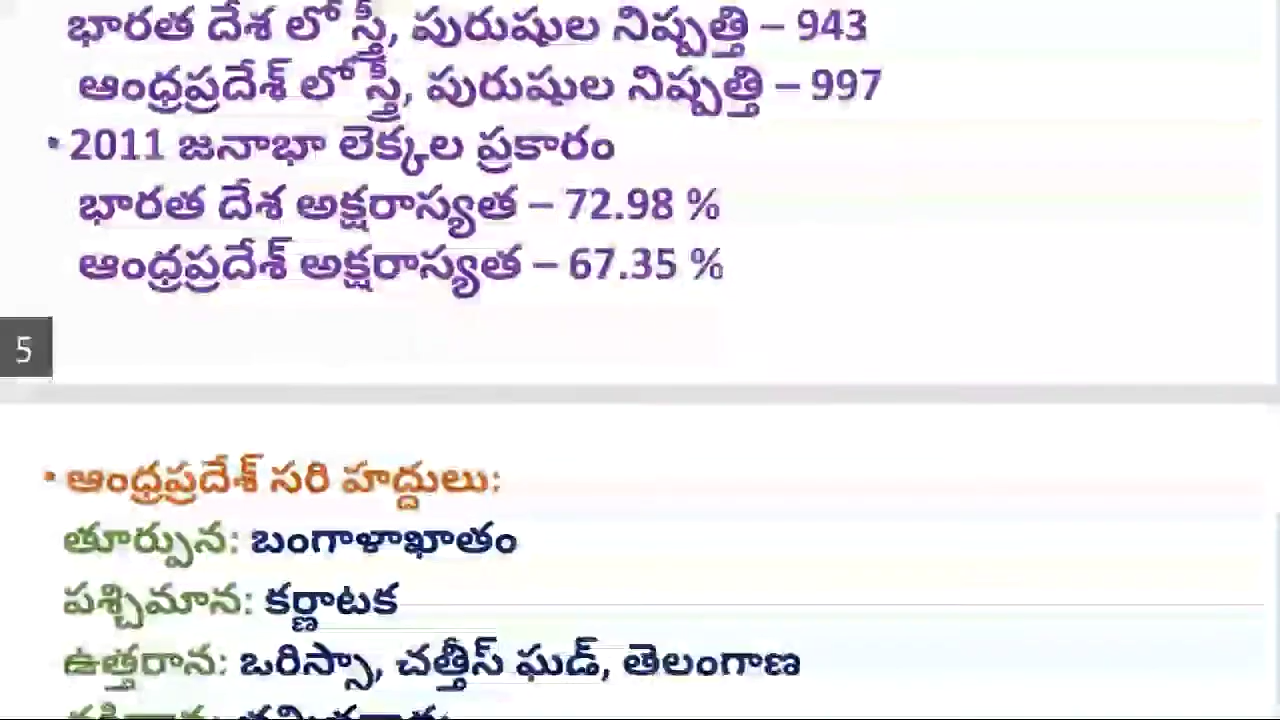 భారత దేశ లో స్త్రీ, పురుషుల నిష్పత్తి – 943
ఆంధ్రప్రదేశ్ లో స్త్రీ, పురుషుల నిష్పత్తి – 997
• 2011 జనాభా లెక్కల ప్రకారం
భారత దేశ అక్షరాస్యత – 72.98 %
ఆంధ్రప్రదేశ్ అక్షరాస్యత – 67.35 %
5
• ఆంధ్రప్రదేశ్ సరి హద్దులు:
తూర్పున: బంగాళాఖాతం
పశ్చిమాన: కర్ణాటక
ఉత్తరాన: ఒరిస్సా, చత్తీస్ ఘడ్, తెలంగాణ